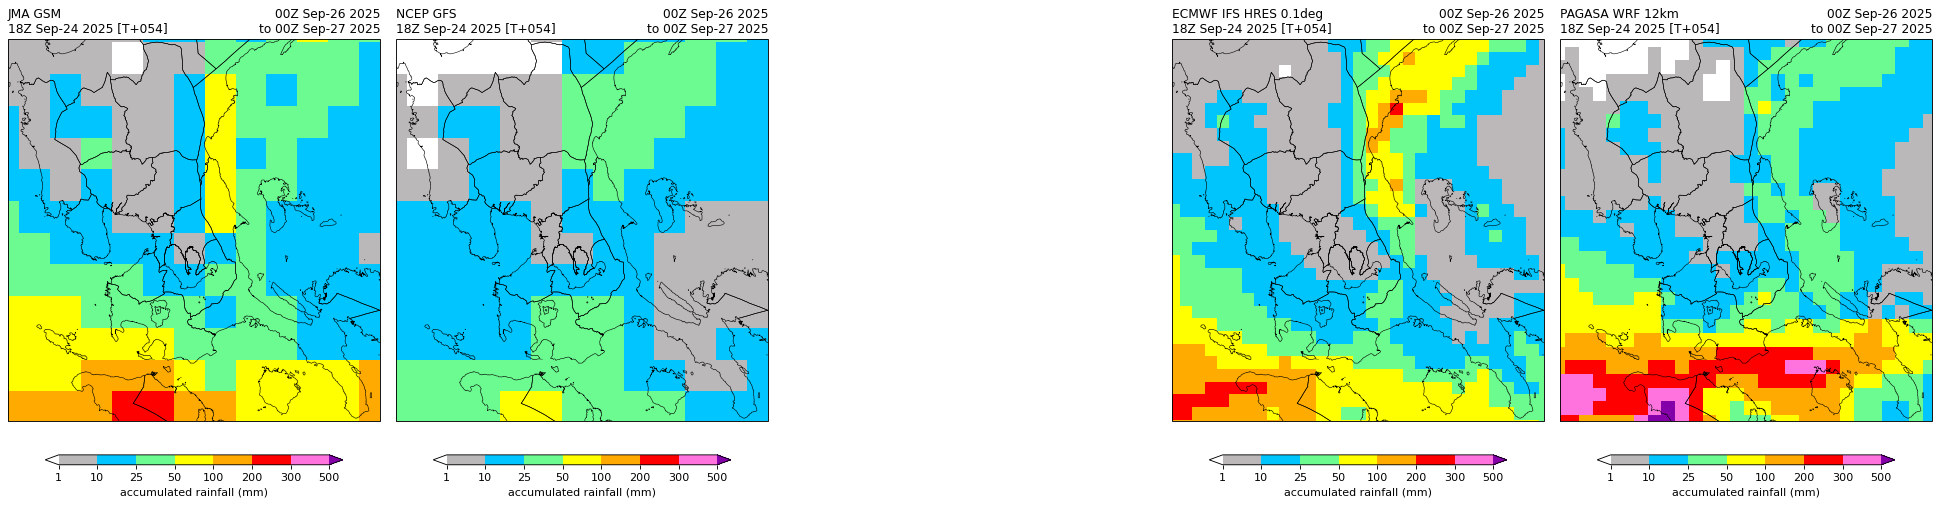 JMA GSM 00Z Sep-26 2025
18Z Sep-24 2025 [T+054] to 00Z Sep-27 2025
NCEP GFS 00Z Sep-26 2025
18Z Sep-24 2025 [T+054] to 00Z Sep-27 2025
ECMWF IFS HRES 0.1deg 00Z Sep-26 2025
18Z Sep-24 2025 [T+054] to 00Z Sep-27 2025
PAGASA WRF 12km 00Z Sep-26 2025
18Z Sep-24 2025 [T+054] to 00Z Sep-27 2025
1 10 25 50 100 200 300 500
accumulated rainfall (mm)
1 10 25 50 100 200 300 500
accumulated rainfall (mm)
1 10 25 50 100 200 300 500
accumulated rainfall (mm)
1 10 25 50 100 200 300 500
accumulated rainfall (mm)